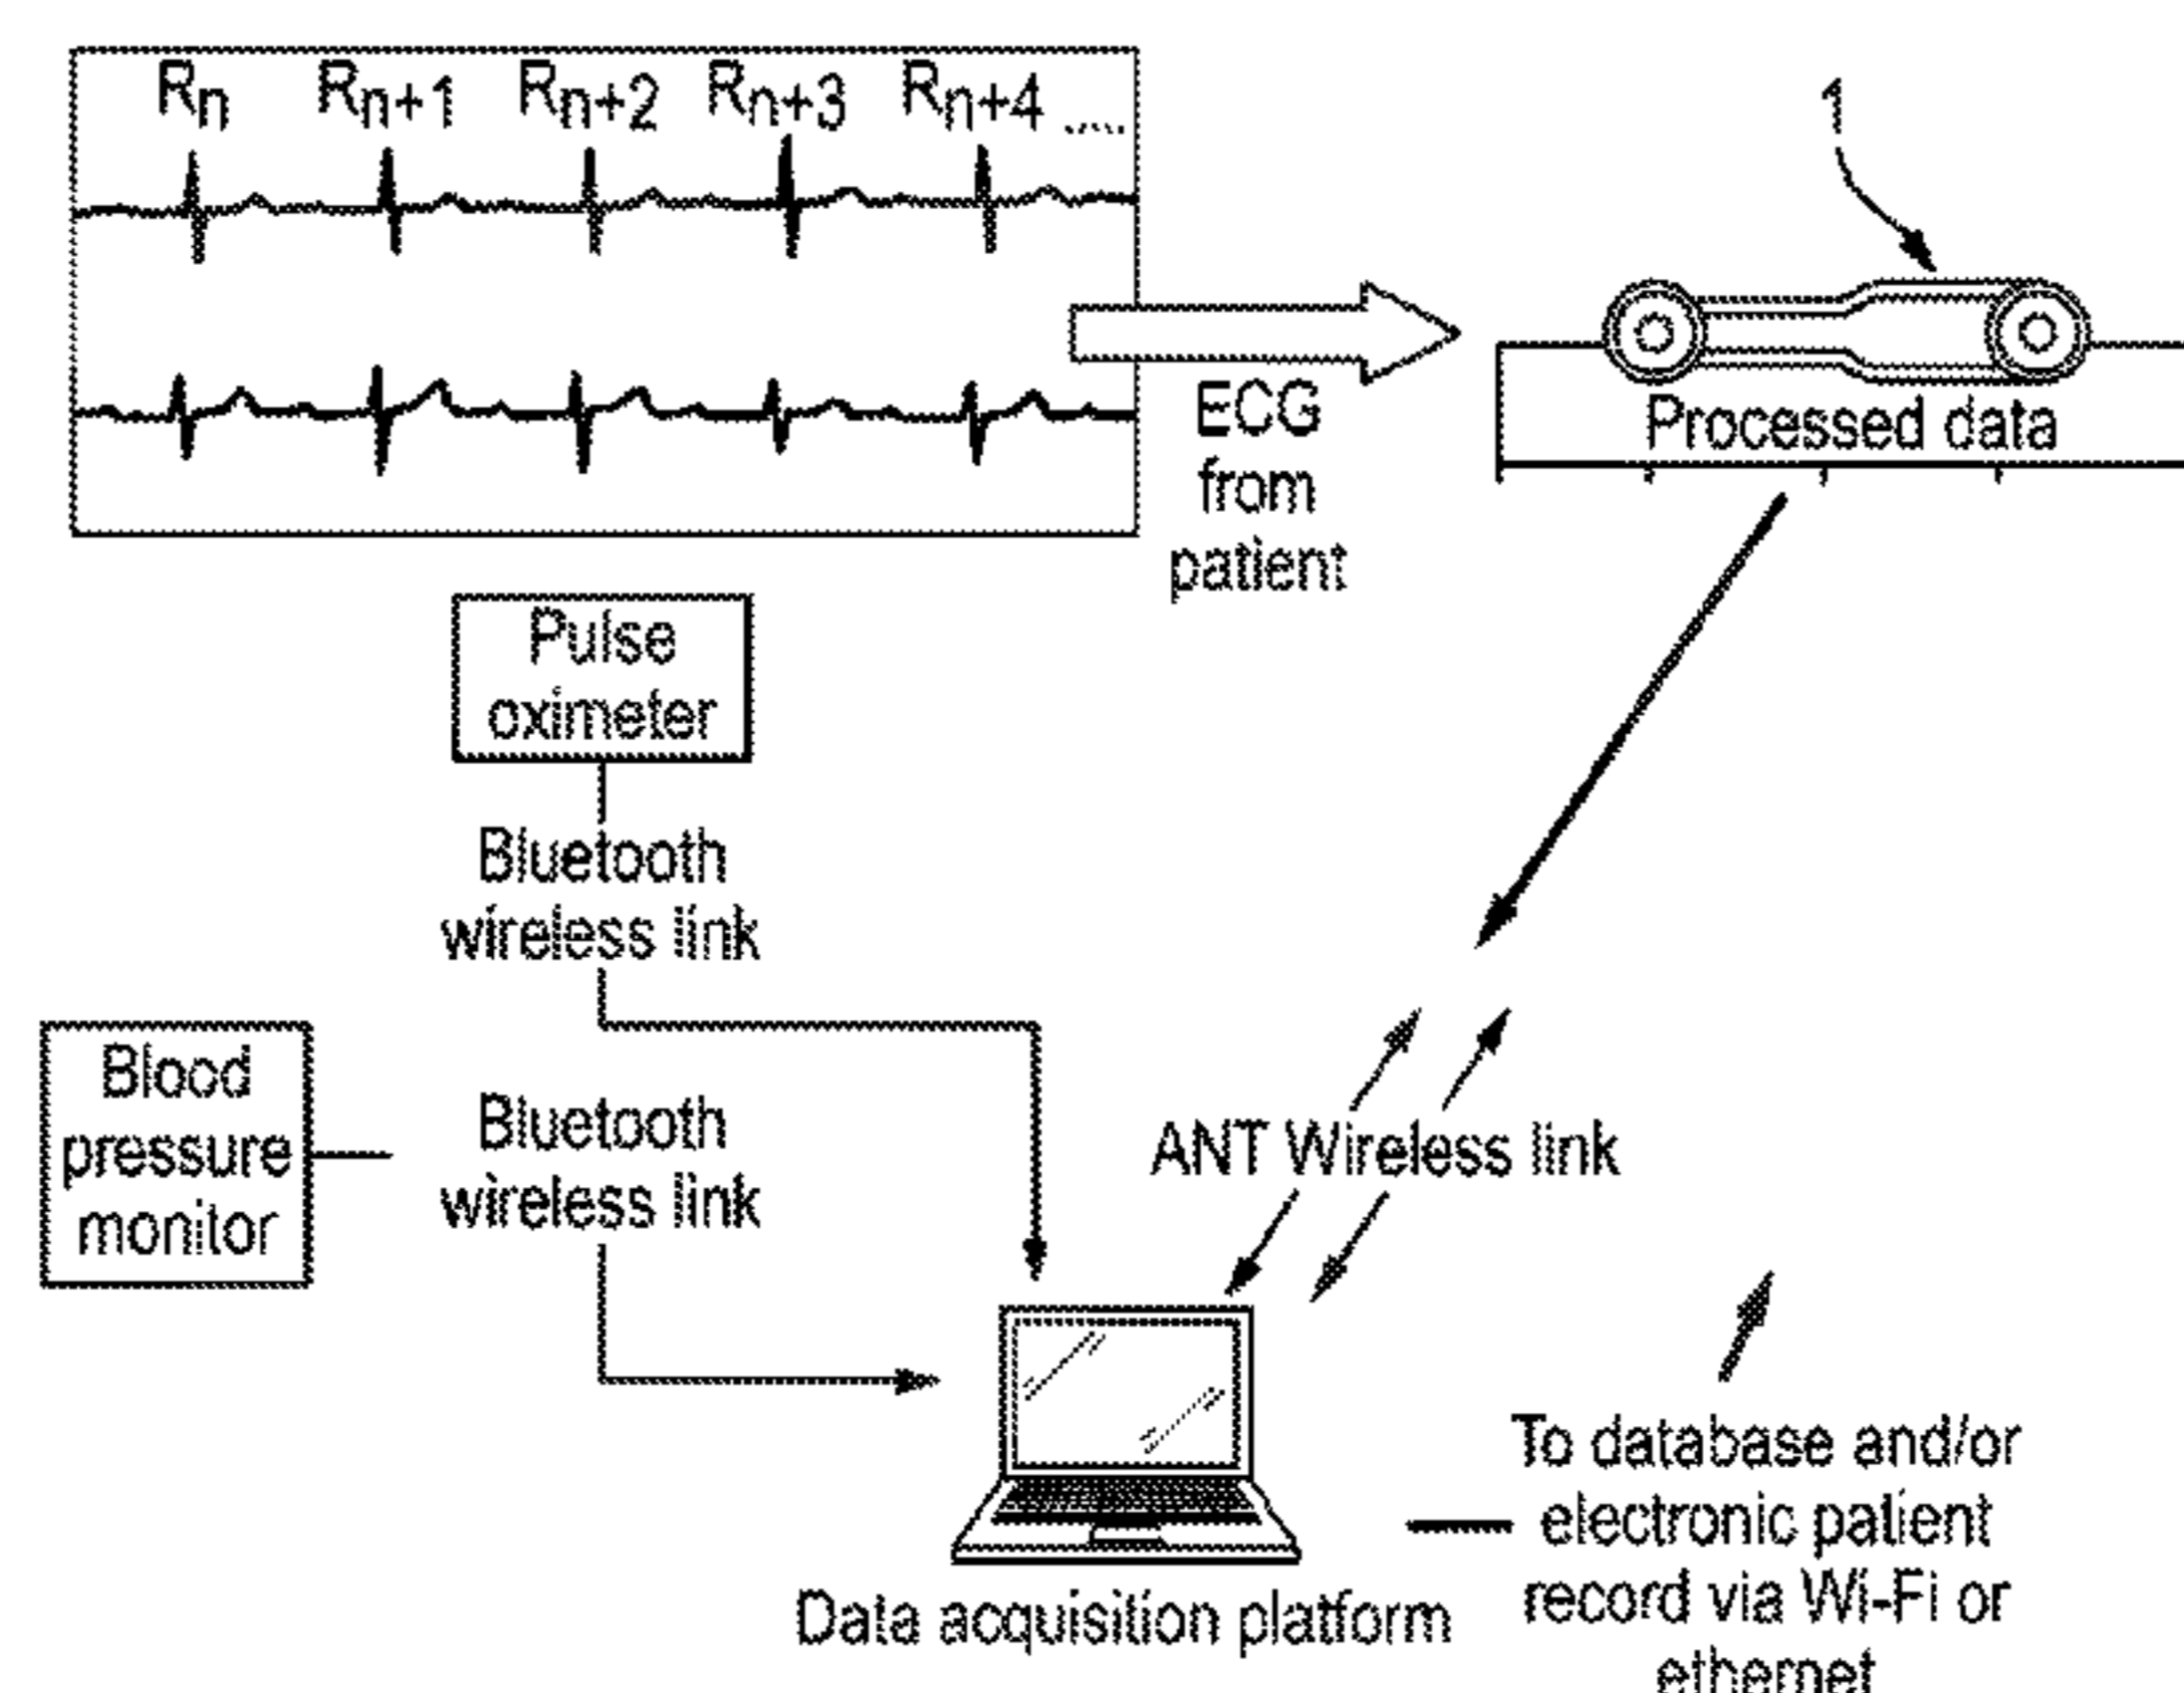 Rn Rn+1 Rn+2 Rn+3 Rn+4 .....
1
ECG
from
patient
Processed data
Pulse
oximeter
Bluetooth
wireless link
Blood
pressure
monitor
Bluetooth
wireless link
ANT Wireless link
Data acquisition platform
To database and/or
electronic patient
record via Wi-Fi or
ethernet